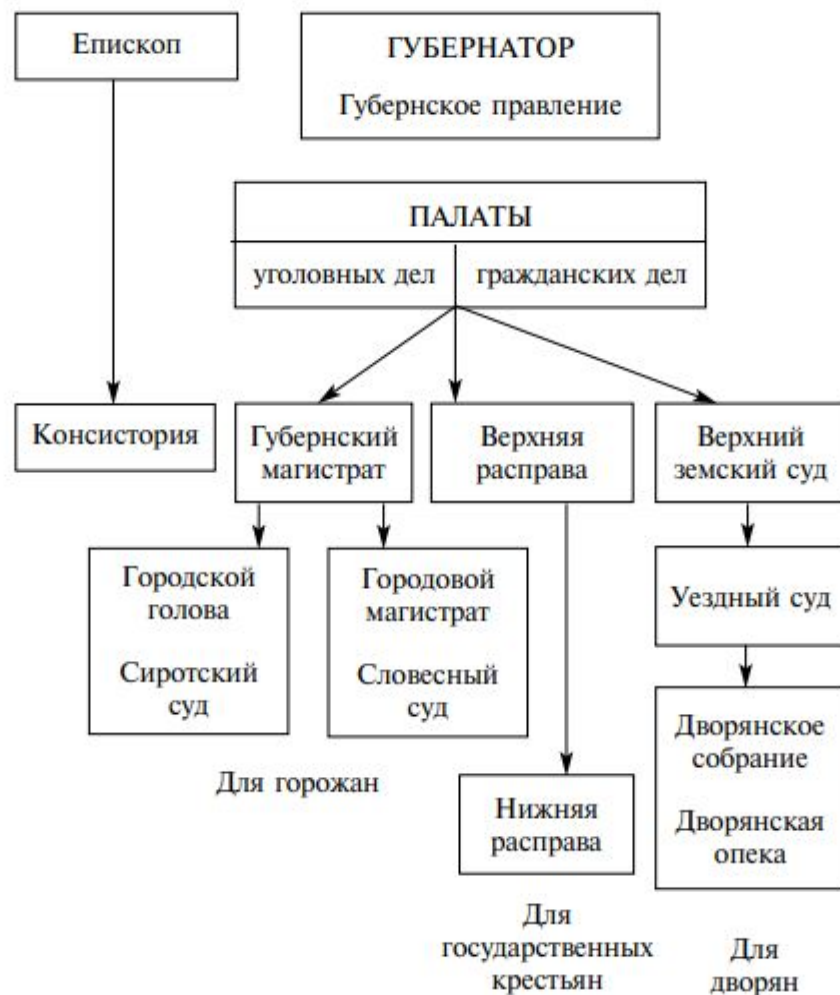 Епископ
ГУБЕРНАТОР
Губернское правление
ПАЛАТЫ
уголовных дел
гражданских дел
Консистория
Губернский
магистрат
Верхняя
расправа
Верхний
земский суд
Городской
голова
Сиротский
суд
Городовой
магистрат
Словесный
суд
Уездный суд
Дворянское
собрание
Дворянская
опека
Для горожан
Нижняя
расправа
Для
государственных
крестьян
Для
дворян